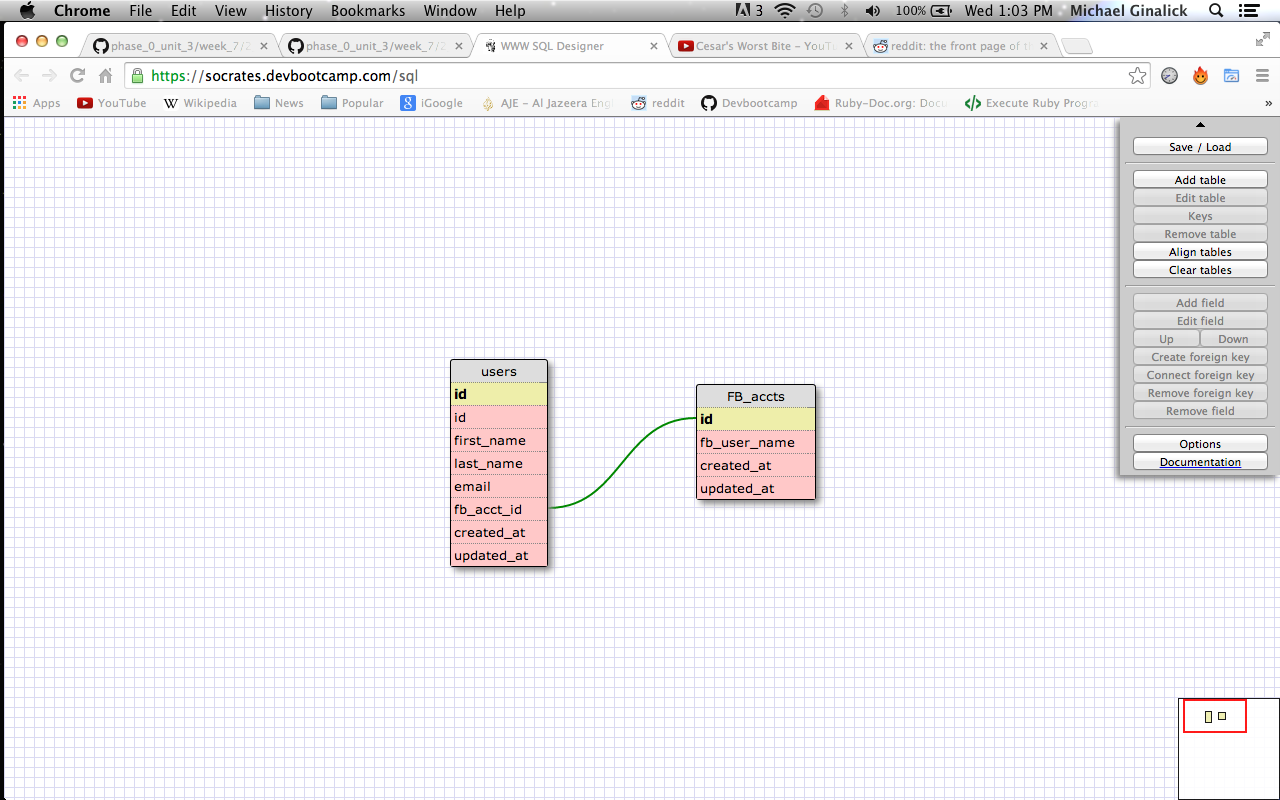 Chrome File Edit View History Bookmarks Window Help 3 100% Wed 1:03 PM Michael Ginalick
phase_0_unit_3/week_7/ phase_0_unit_3/week_7/ WWW SQL Designer Cesar's Worst Bite – YouTu reddit: the front page of th
https://socrates.devbootcamp.com/sql
Apps YouTube Wikipedia News Popular iGoogle AJE – Al Jazeera Eng reddit Devbootcamp Ruby-Doc.org: Docu Execute Ruby Progra »
Save / Load
Add table
Edit table
Keys
Remove table
Align tables
Clear tables
Add field
Edit field
Up Down
Create foreign key
Connect foreign key
Remove foreign key
Remove field
Options
Documentation
users
id
id
first_name
last_name
email
fb_acct_id
created_at
updated_at
FB_accts
id
fb_user_name
created_at
updated_at